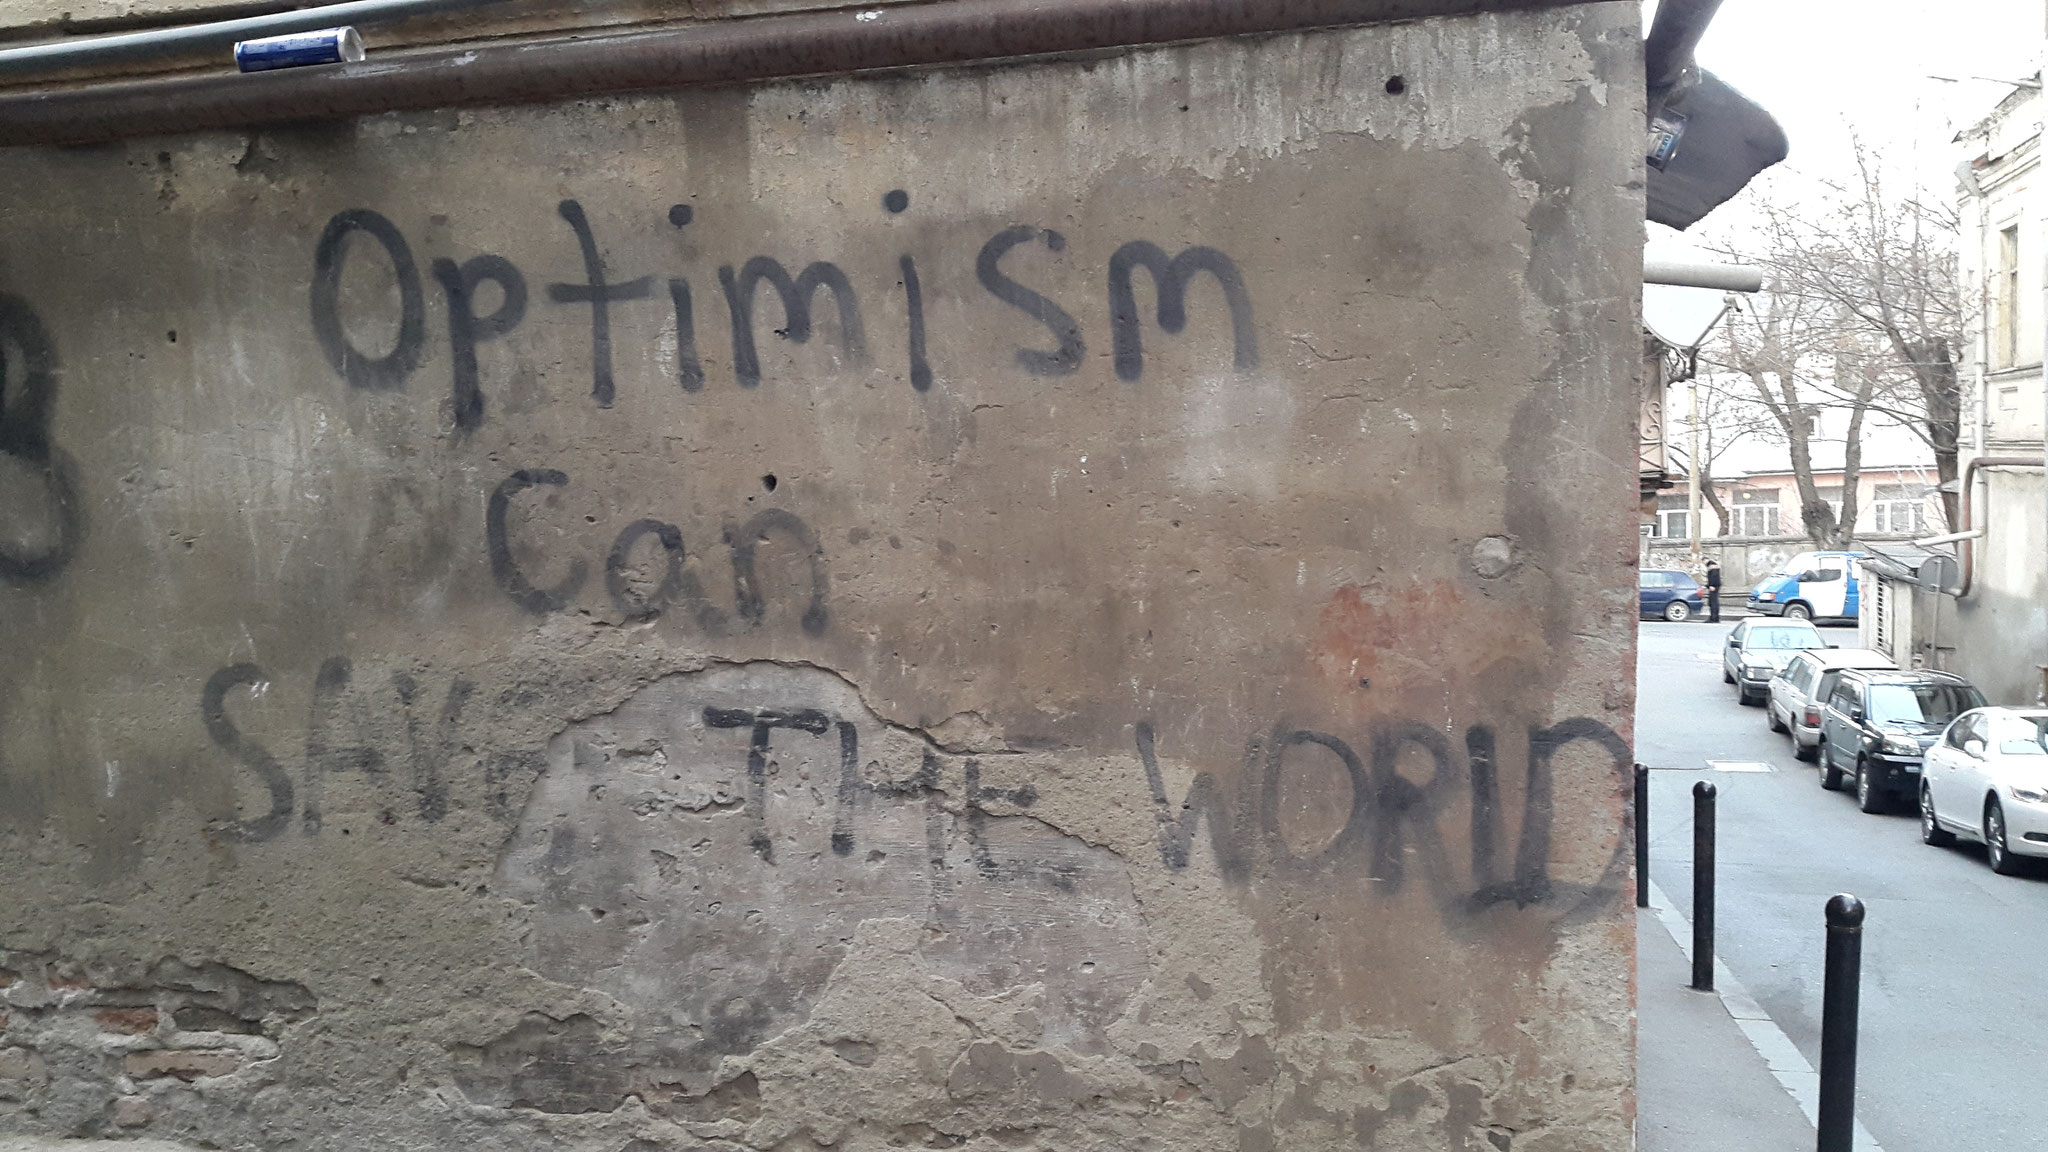 Optimism
Can
SAVE THE WORLD